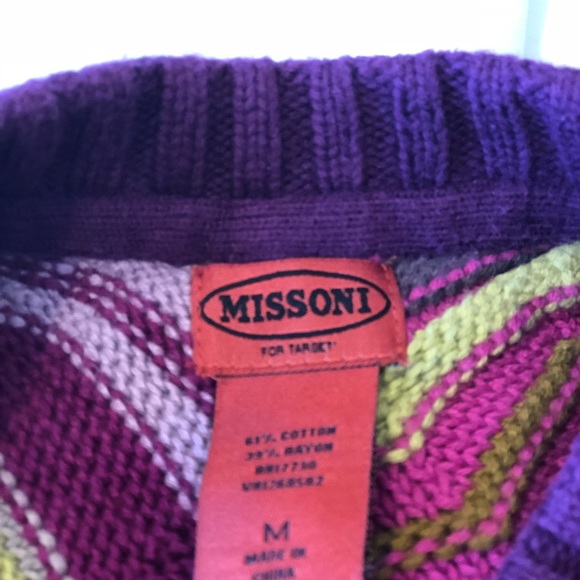 MISSONI
FOR TARGET
61% COTTON
39% RAYON
RN17730
M
MADE IN
CHINA